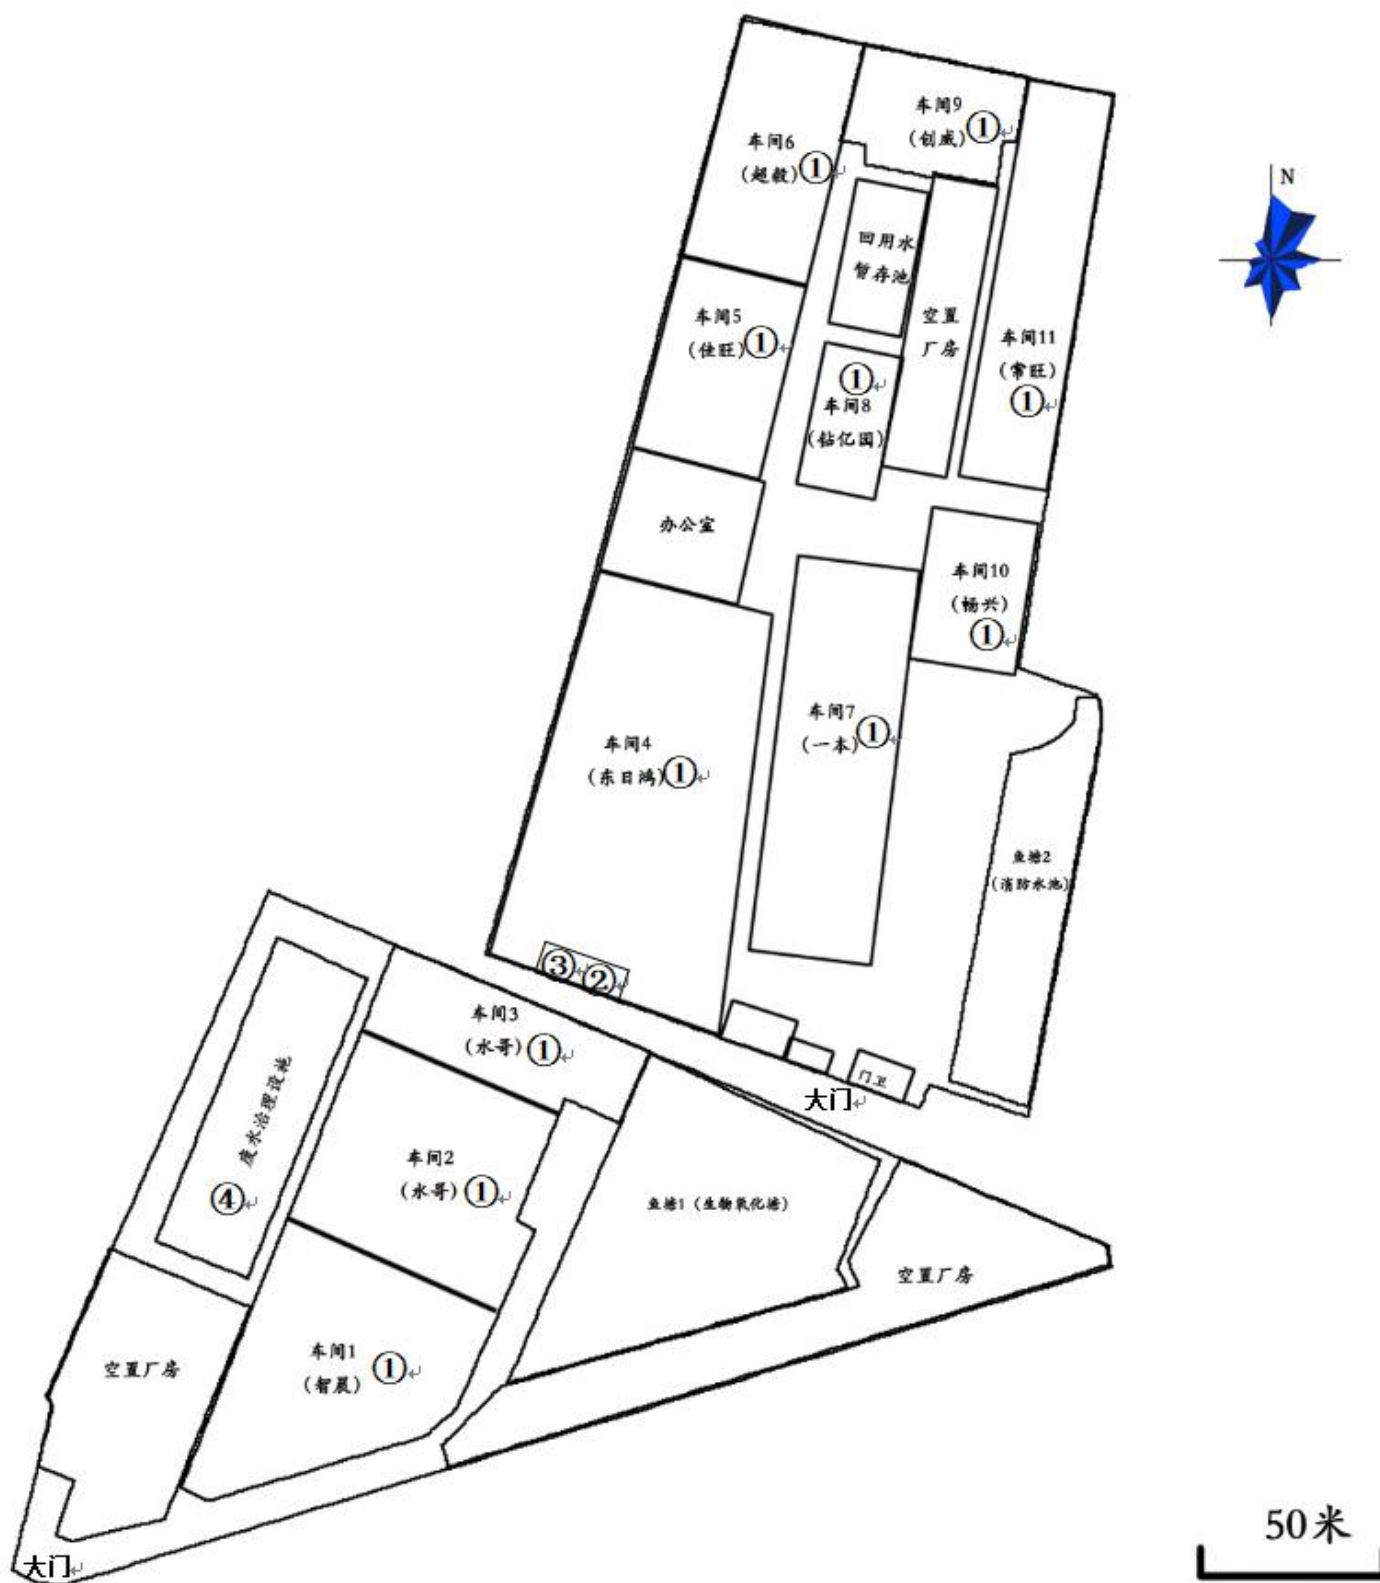 车间9
(创威)①
车间6
(超毅)①
N
回用水
暂存池
车间5
(佳旺)①
空置
厂房
车间11
(常旺)
①
①
车间8
(钻亿园)
办公室
车间10
(畅兴)
①
车间7
(一本)①
车间4
(东日鸿)①
鱼塘2
(消防水池)
③②
车间3
(水哥)①
门卫
大门
废水治理设施
④
车间2
(水哥)①
鱼塘1(生物氧化塘)
空置厂房
车间1
(智晨)①
空置厂房
50米
大门